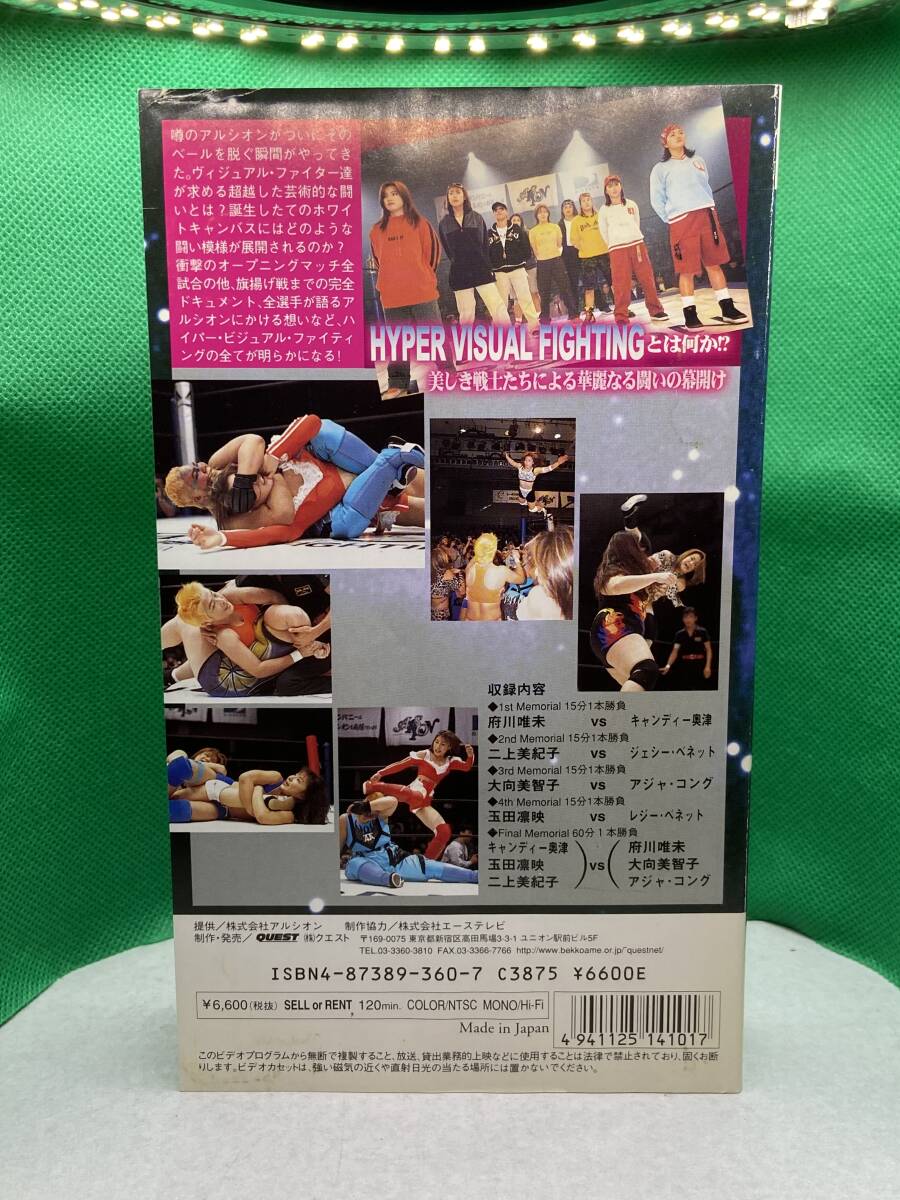 噂のアルシオンがついにその
ベールを脱ぐ瞬間がやってき
た。ヴィジュアル・ファイター達
が求める超越した芸術的な闘
いとは?誕生したてのホワイ
トキャンバスにはどのような
闘い模様が展開されるのか?
衝撃のオープニングマッチ全
試合の他、旗揚げ戦までの完全
ドキュメント、全選手が語るア
ルシオンにかける想いなど、ハ
イパー・ビジュアル・ファイティ
ングの全てが明らかになる!
HYPER VISUAL FIGHTINGとは何か!?
美しき戦士たちによる華麗なる闘いの幕開け
収録内容
◆1st Memorial 15分1本勝負
府川唯未 vs キャンディー奥津
◆2nd Memorial 15分1本勝負
二上美紀子 vs ジェシー・ベネット
◆3rd Memorial 15分1本勝負
大向美智子 vs アジャ・コング
◆4th Memorial 15分1本勝負
玉田凛映 vs レジー・ベネット
◆Final Memorial 60分1本勝負
キャンディー奥津 府川唯未
玉田凛映 vs 大向美智子
二上美紀子 アジャ・コング
提供/株式会社アルシオン 制作協力/株式会社エーステレビ
制作・発売/QUEST ㈱クエスト 〒169-0075 東京都新宿区高田馬場3-3-1 ユニオン駅前ビル5F
TEL.03-3360-3810 FAX.03-3366-7766 http://www.bekkoame.or.jp/~questnet/
ISBN4-87389-360-7 C3875 ¥6600E
¥6,600(税抜) SELL or RENT, 120min. COLOR/NTSC MONO/Hi-Fi
Made in Japan
4 941125 141017
このビデオプログラムから無断で複製すること、放送、貸出業務的上映などに使用することは法律で禁止されており、固くお断
りします。ビデオカセットは、強い磁気の近くや直射日光の当たる場所には置かないでください。